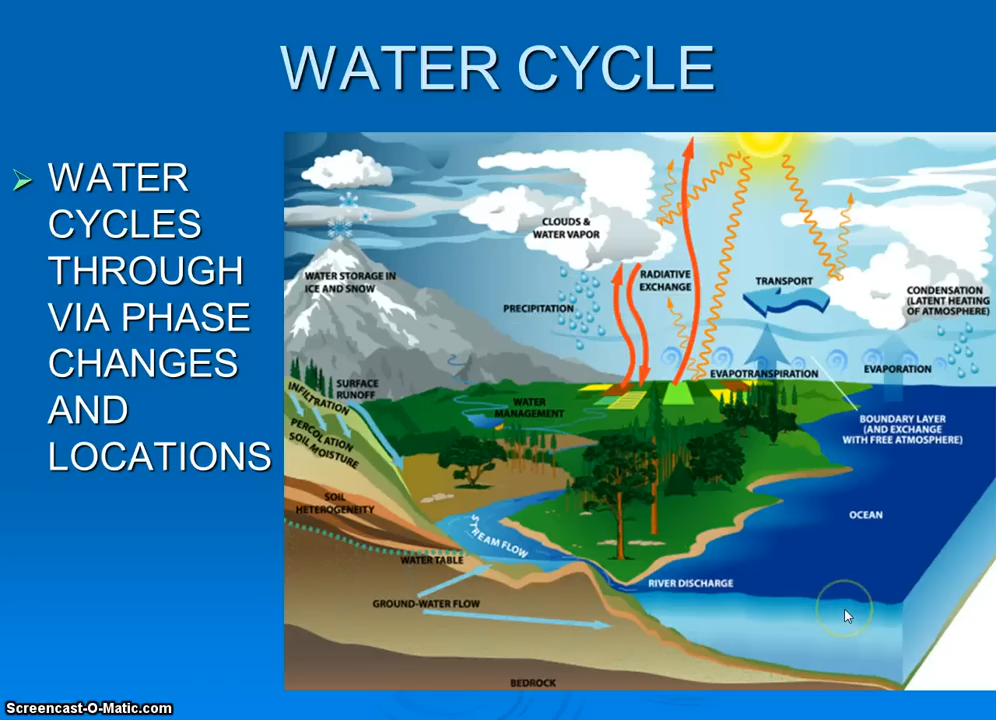 WATER CYCLE
WATER
CYCLES
THROUGH
VIA PHASE
CHANGES
AND
LOCATIONS
CLOUDS &
WATER VAPOR
WATER STORAGE IN
ICE AND SNOW
RADIATIVE
EXCHANGE
TRANSPORT
CONDENSATION
(LATENT HEATING
OF ATMOSPHERE)
PRECIPITATION
EVAPOTRANSPIRATION
EVAPORATION
SURFACE
RUNOFF
INFILTRATION
WATER
MANAGEMENT
BOUNDARY LAYER
(AND EXCHANGE
WITH FREE ATMOSPHERE)
PERCOLATION
SOIL MOISTURE
SOIL
HETEROGENEITY
OCEAN
STREAM FLOW
WATER TABLE
RIVER DISCHARGE
GROUND-WATER FLOW
BEDROCK
Screencast-O-Matic.com